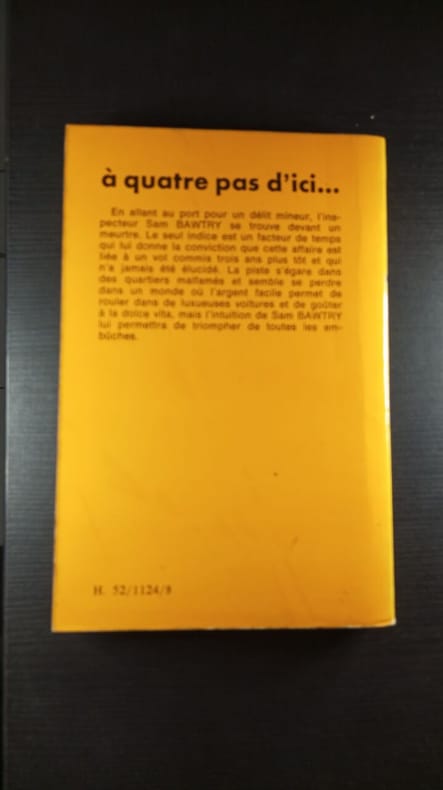 à quatre pas d'ici...
En allant au port pour un délit mineur, l'ins-
pecteur Sam BAWTRY se trouve devant un
meurtre. Le seul indice est un facteur de temps
qui lui donne la conviction que cette affaire est
liée à un vol commis trois ans plus tôt et qui
n'a jamais été élucidé. La piste s'égare dans
des quartiers malfamés et semble se perdre
dans un monde où l'argent facile permet de
rouler dans de luxueuses voitures et de goûter
à la dolce vita, mais l'intuition de Sam BAWTRY
lui permettra de triompher de toutes les em-
bûches.
H. 52/1124/8